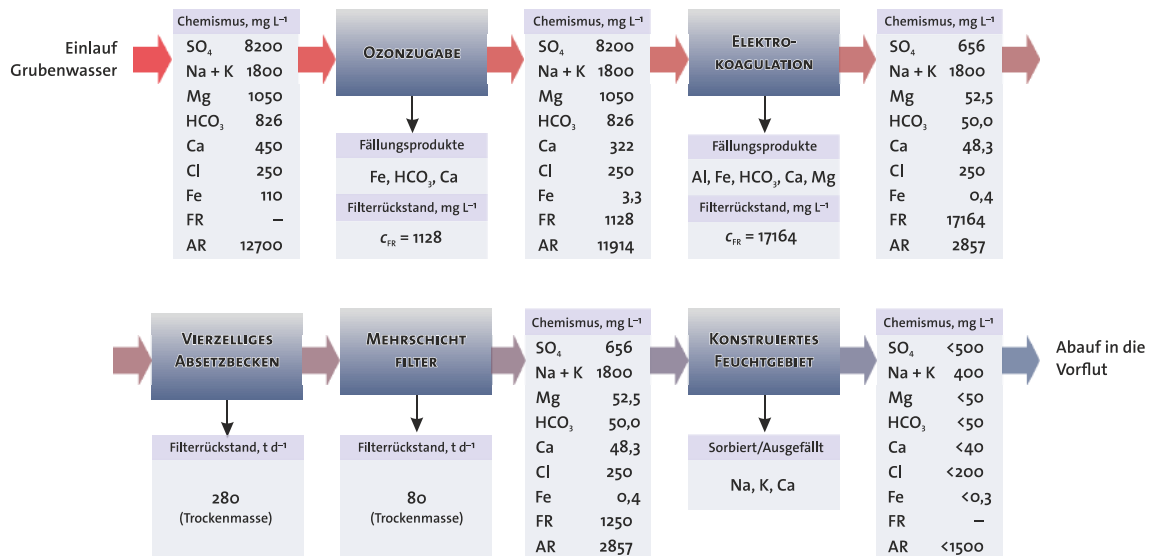 Einlauf
Grubenwasser
Chemismus, mg L⁻¹
SO₄ 8200
Na + K 1800
Mg 1050
HCO₃ 826
Ca 450
Cl 250
Fe 110
FR –
AR 12700
Ozonzugabe
Fällungsprodukte
Fe, HCO₃, Ca
Filterrückstand, mg L⁻¹
c_FR = 1128
Chemismus, mg L⁻¹
SO₄ 8200
Na + K 1800
Mg 1050
HCO₃ 826
Ca 322
Cl 250
Fe 3,3
FR 1128
AR 11914
Elektro-
koagulation
Fällungsprodukte
Al, Fe, HCO₃, Ca, Mg
Filterrückstand, mg L⁻¹
c_FR = 17164
Chemismus, mg L⁻¹
SO₄ 656
Na + K 1800
Mg 52,5
HCO₃ 50,0
Ca 48,3
Cl 250
Fe 0,4
FR 17164
AR 2857
Vierzelliges
Absetzbecken
Filterrückstand, t d⁻¹
280
(Trockenmasse)
Mehrschicht
filter
Filterrückstand, t d⁻¹
80
(Trockenmasse)
Chemismus, mg L⁻¹
SO₄ 656
Na + K 1800
Mg 52,5
HCO₃ 50,0
Ca 48,3
Cl 250
Fe 0,4
FR 1250
AR 2857
Konstruiertes
Feuchtgebiet
Sorbiert/Ausgefällt
Na, K, Ca
Chemismus, mg L⁻¹
SO₄ <500
Na + K 400
Mg <50
HCO₃ <50
Ca <40
Cl <200
Fe <0,3
FR –
AR <1500
Abauf in die
Vorflut